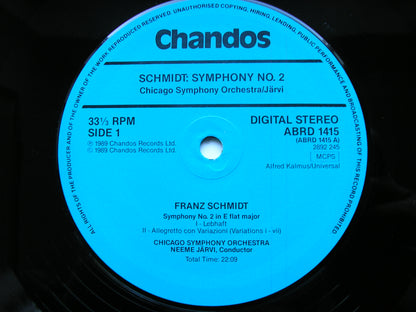 ALL RIGHTS OF THE PRODUCER AND OF THE OWNER OF THE WORK REPRODUCED RESERVED. UNAUTHORISED COPYING, HIRING, LENDING, PUBLIC PERFORMANCE AND BROADCASTING OF THIS RECORD PROHIBITED
Chandos
SCHMIDT: SYMPHONY NO. 2
Chicago Symphony Orchestra/Järvi
33⅓ RPM
SIDE 1
℗ 1989 Chandos Records Ltd.
© 1989 Chandos Records Ltd.
DIGITAL STEREO
ABRD 1415
(ABRD 1415 A)
2892 245
MCPS
Alfred Kalmus/Universal
FRANZ SCHMIDT
Symphony No. 2 in E flat major
I - Lebhaft
II - Allegretto con Variazioni (Variations i - vii)
CHICAGO SYMPHONY ORCHESTRA
NEEME JÄRVI, Conductor
Total Time: 22:09